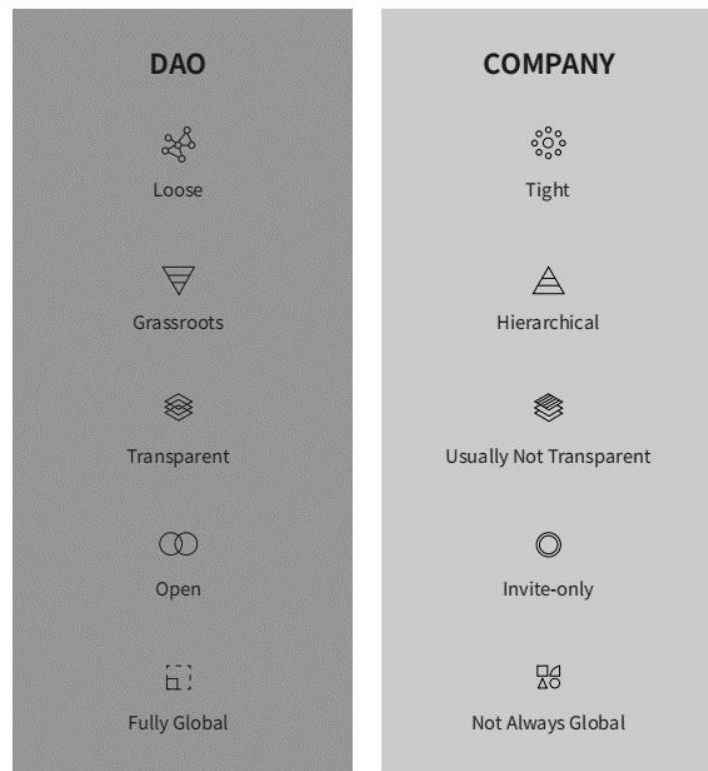 DAO
Loose
Grassroots
Transparent
Open
Fully Global
COMPANY
Tight
Hierarchical
Usually Not Transparent
Invite-only
Not Always Global